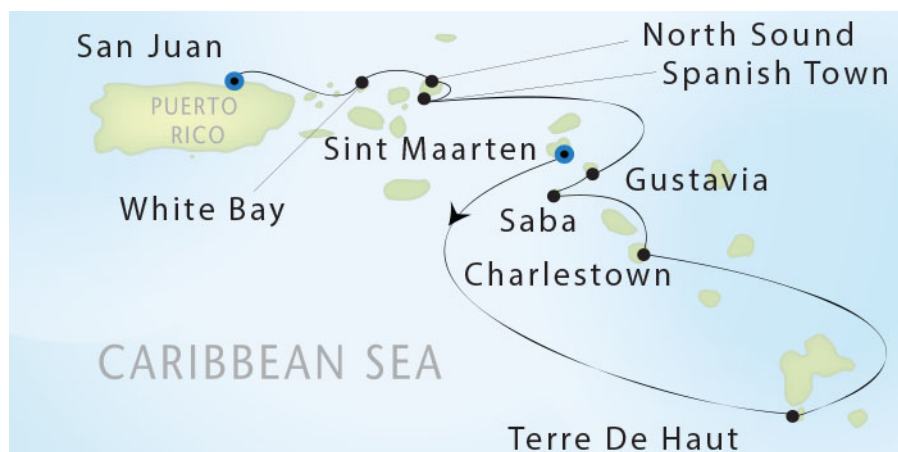 San Juan
North Sound
Spanish Town
PUERTO
RICO
Sint Maarten
Gustavia
White Bay
Saba
Charlestown
CARIBBEAN SEA
Terre De Haut